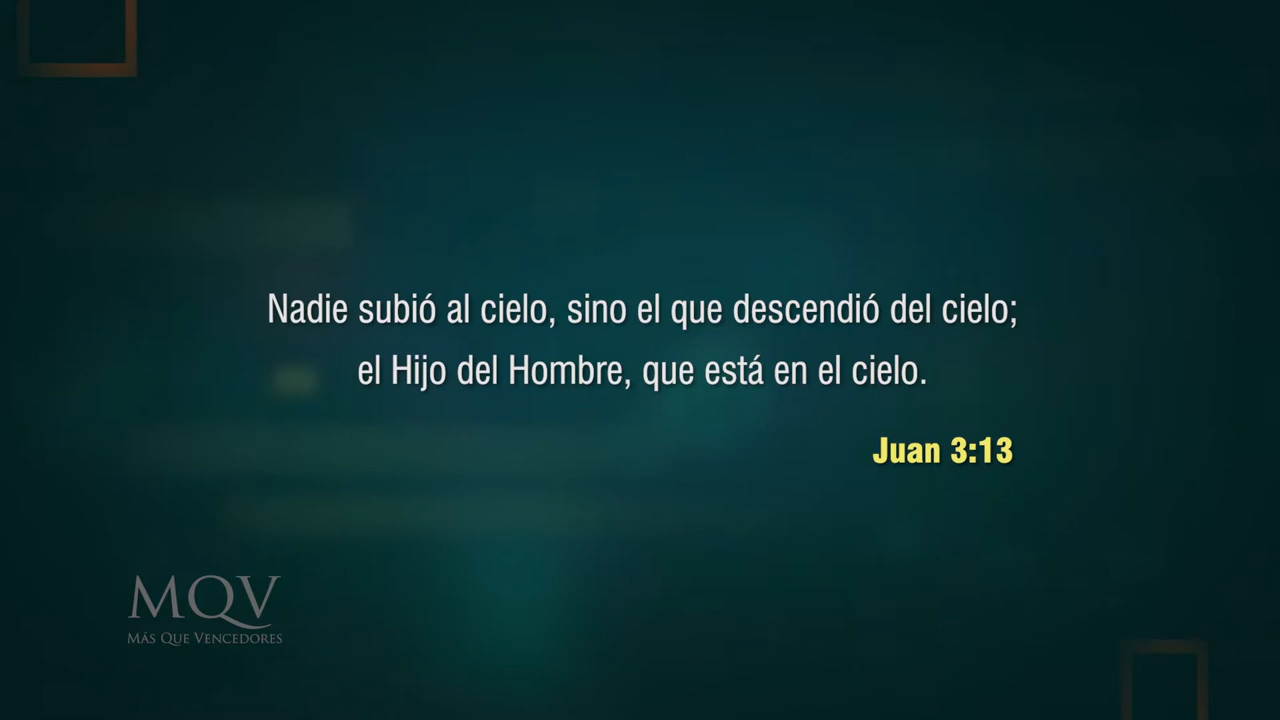 Nadie subió al cielo, sino el que descendió del cielo;
el Hijo del Hombre, que está en el cielo.
Juan 3:13
MQV
MÁS QUE VENCEDORES